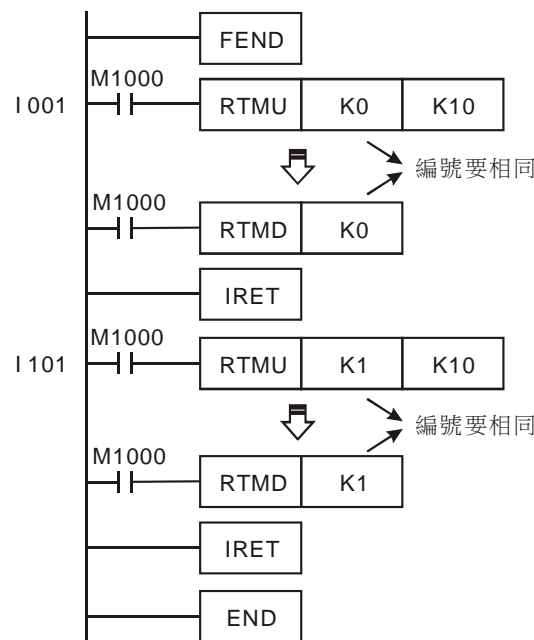 FEND
M1000
I 001 RTMU K0 K10
編號要相同
M1000
RTMD K0
IRET
M1000
I 101 RTMU K1 K10
編號要相同
M1000
RTMD K1
IRET
END